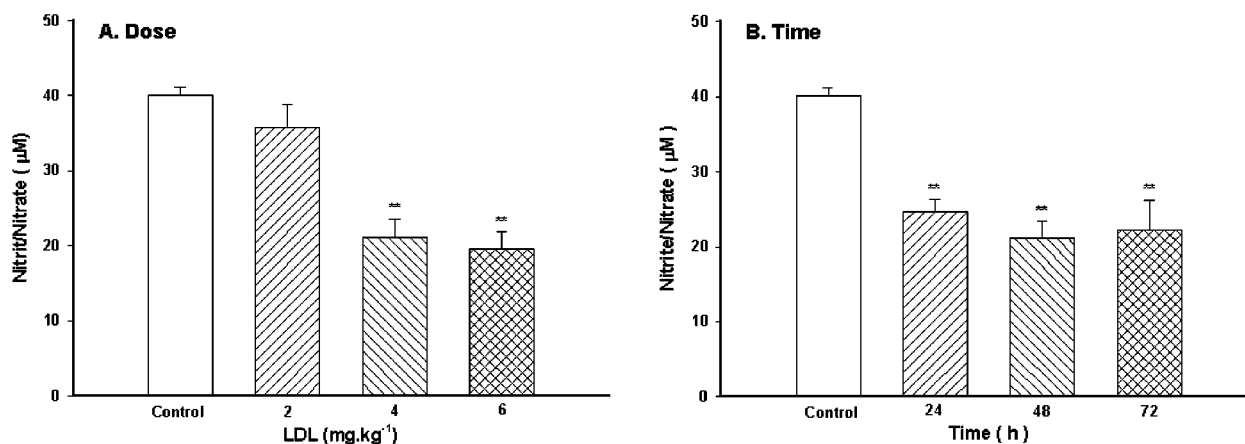 A. Dose
50
40
30
20
10
0
Nitrit/Nitrate ( µM)
**
**
Control 2 4 6
LDL (mg.kg⁻¹)
B. Time
50
40
30
20
10
0
Nitrite/Nitrate ( µM )
**
**
**
Control 24 48 72
Time ( h )